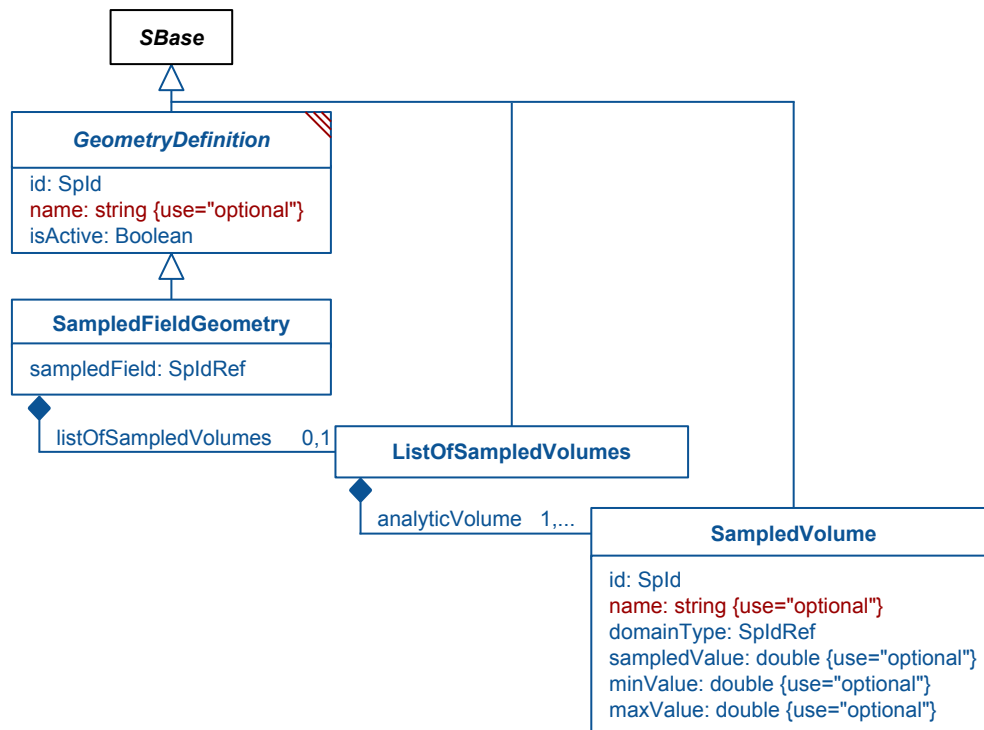 SBase
GeometryDefinition
id: SpId
name: string {use="optional"}
isActive: Boolean
SampledFieldGeometry
sampledField: SpIdRef
listOfSampledVolumes 0,1
ListOfSampledVolumes
analyticVolume 1,...
SampledVolume
id: SpId
name: string {use="optional"}
domainType: SpIdRef
sampledValue: double {use="optional"}
minValue: double {use="optional"}
maxValue: double {use="optional"}